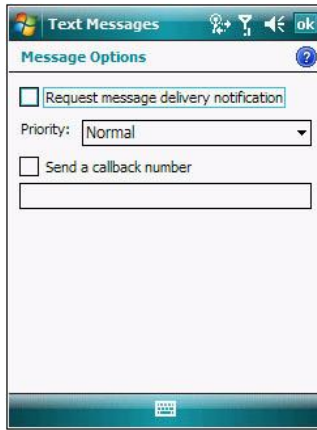 Text Messages ok
Message Options ?
Request message delivery notification
Priority: Normal
Send a callback number